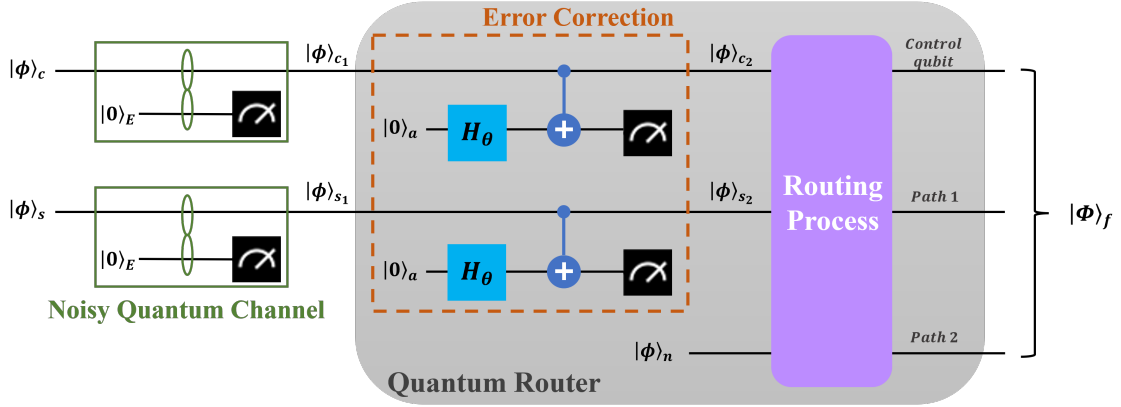 Error Correction
|ϕ⟩c
|0⟩E
|ϕ⟩c₁
|0⟩a
Hθ
|ϕ⟩c₂
Control
qubit
|ϕ⟩s
|0⟩E
|ϕ⟩s₁
|0⟩a
Hθ
|ϕ⟩s₂
Routing
Process
Path 1
|Φ⟩f
Noisy Quantum Channel
|ϕ⟩n
Path 2
Quantum Router